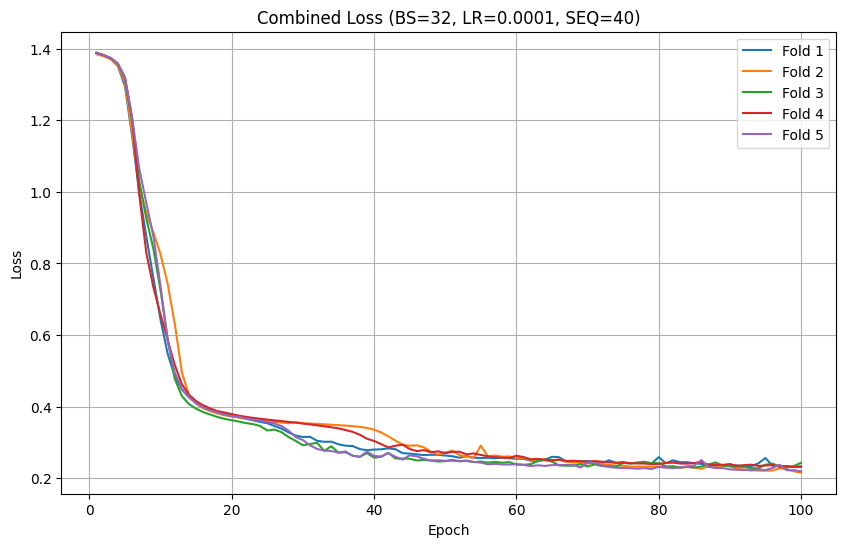 Combined Loss (BS=32, LR=0.0001, SEQ=40)
Fold 1
Fold 2
Fold 3
Fold 4
Fold 5
Loss
1.4
1.2
1.0
0.8
0.6
0.4
0.2
0 20 40 60 80 100
Epoch